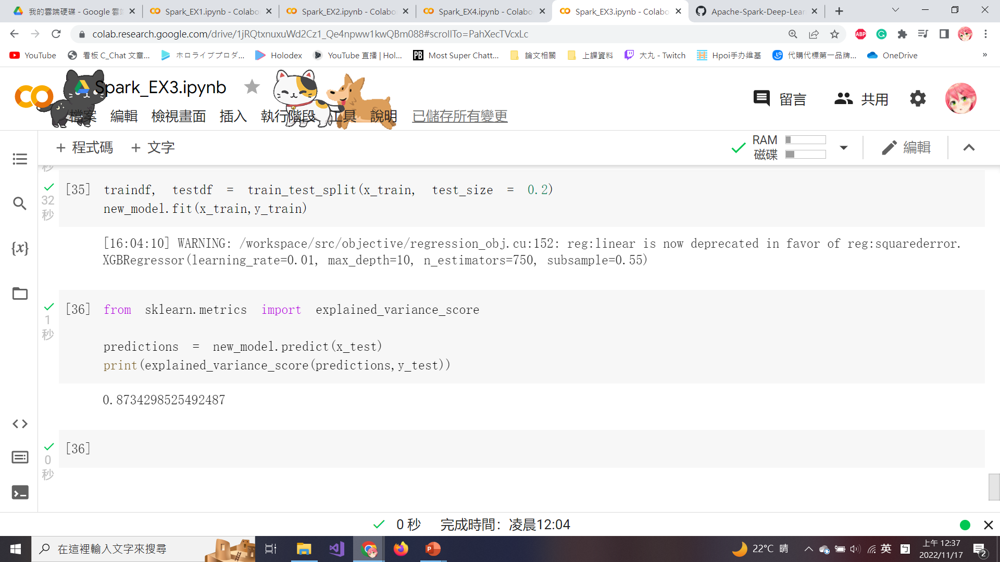 我的雲端硬碟 - Google 雲端
Spark_EX1.ipynb - Colabo
Spark_EX2.ipynb - Colabo
Spark_EX4.ipynb - Colabo
Spark_EX3.ipynb - Colabo
Apache-Spark-Deep-Lear
colab.research.google.com/drive/1jRQtxnuxuWd2Cz1_Qe4npww1kwQBm088#scrollTo=PahXecTVcxLc
ABP
YouTube
看板 C_Chat 文章...
ホロライブプロダ...
Holodex
YouTube 直播 | Hol...
PB Most Super Chatt...
論文相關
上課資料
大丸 - Twitch
Hpoi手办维基
代購代標第一品牌...
OneDrive
»
Spark_EX3.ipynb
留言
共用
檔案 編輯 檢視畫面 插入 執行階段 工具 說明 已儲存所有變更
+ 程式碼 + 文字
RAM
磁碟
編輯
秒
[35] traindf, testdf = train_test_split(x_train, test_size = 0.2)
new_model.fit(x_train,y_train)
32
秒
[16:04:10] WARNING: /workspace/src/objective/regression_obj.cu:152: reg:linear is now deprecated in favor of reg:squarederror.
XGBRegressor(learning_rate=0.01, max_depth=10, n_estimators=750, subsample=0.55)
{x}
[36] from sklearn.metrics import explained_variance_score
1
秒
predictions = new_model.predict(x_test)
print(explained_variance_score(predictions,y_test))
0.8734298525492487
[36]
0
秒
0 秒 完成時間: 凌晨12:04
在這裡輸入文字來搜尋
22°C 晴
英
ㄅ
上午 12:37
2022/11/17
2